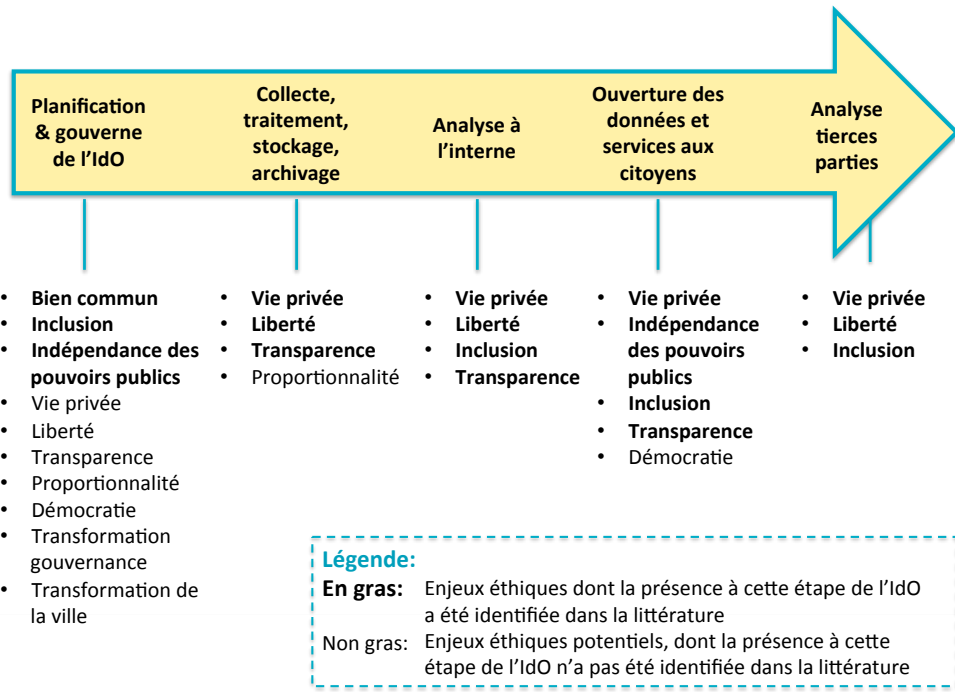 Planification
& gouverne
de l'IdO
Collecte,
traitement,
stockage,
archivage
Analyse à
l'interne
Ouverture des
données et
services aux
citoyens
Analyse
tierces
parties
• Bien commun
• Inclusion
• Indépendance des
pouvoirs publics
• Vie privée
• Liberté
• Transparence
• Proportionnalité
• Démocratie
• Transformation
gouvernance
• Transformation de
la ville
• Vie privée
• Liberté
• Transparence
• Proportionnalité
• Vie privée
• Liberté
• Inclusion
• Transparence
• Vie privée
• Indépendance
des pouvoirs
publics
• Inclusion
• Transparence
• Démocratie
• Vie privée
• Liberté
• Inclusion
Légende:
En gras: Enjeux éthiques dont la présence à cette étape de l'IdO
a été identifiée dans la littérature
Non gras: Enjeux éthiques potentiels, dont la présence à cette
étape de l'IdO n'a pas été identifiée dans la littérature